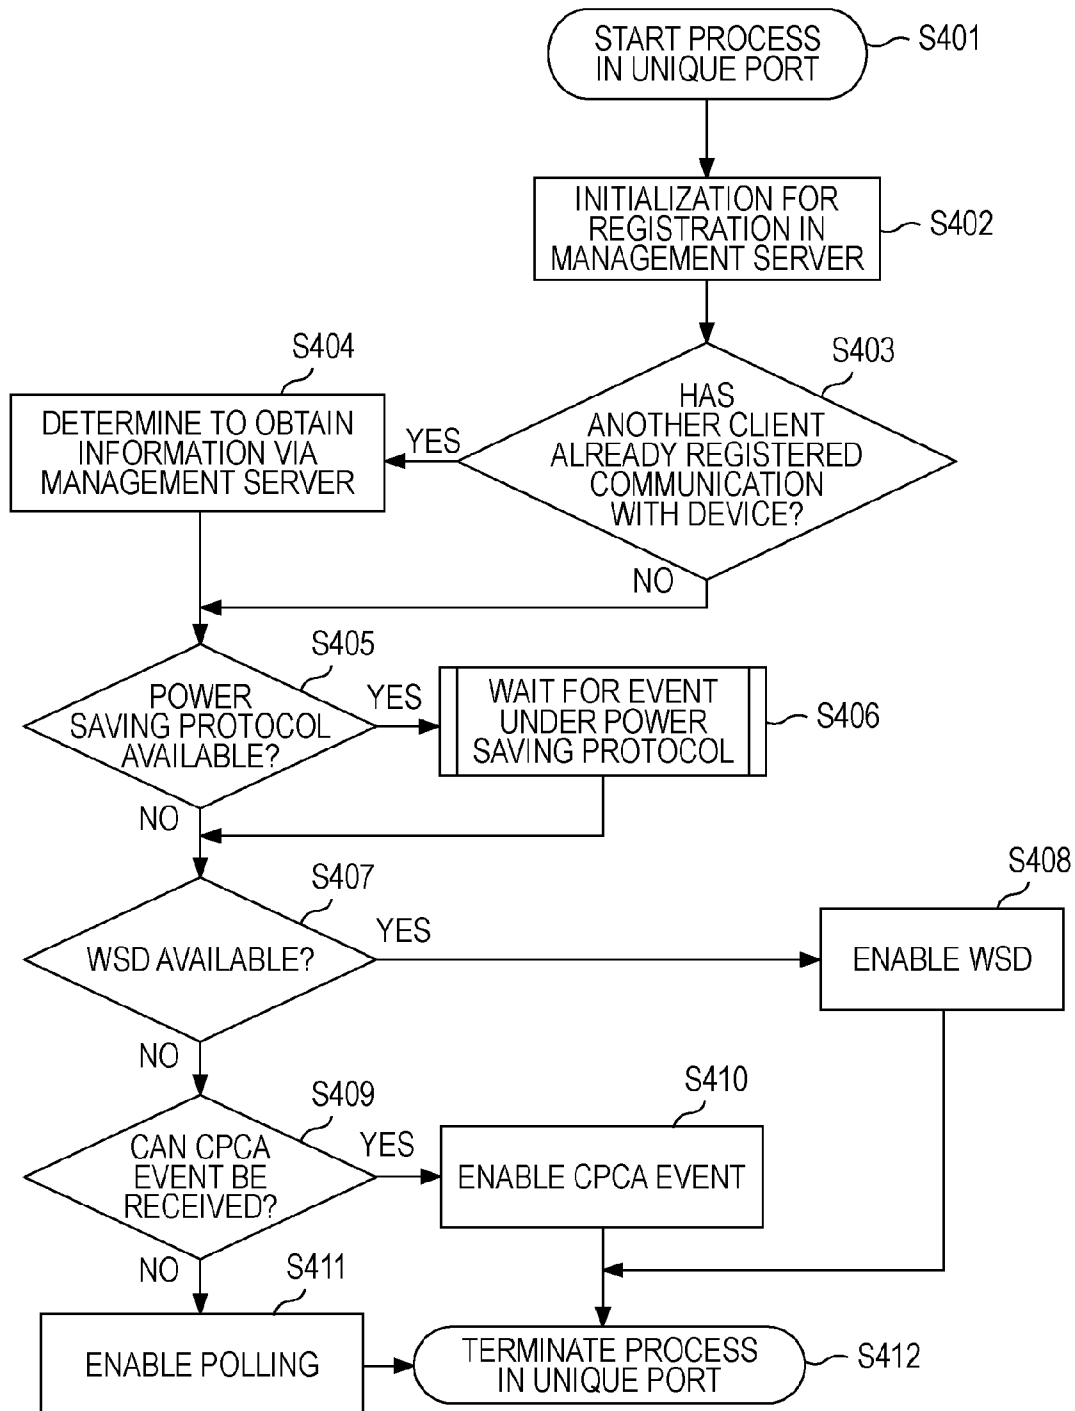 START PROCESS
IN UNIQUE PORT
S401
INITIALIZATION FOR
REGISTRATION IN
MANAGEMENT SERVER
S402
S403
HAS
ANOTHER CLIENT
ALREADY REGISTERED
COMMUNICATION
WITH DEVICE?
YES
NO
S404
DETERMINE TO OBTAIN
INFORMATION VIA
MANAGEMENT SERVER
S405
POWER
SAVING PROTOCOL
AVAILABLE?
YES
NO
WAIT FOR EVENT
UNDER POWER
SAVING PROTOCOL
S406
S407
WSD AVAILABLE?
YES
NO
S408
ENABLE WSD
S409
CAN CPCA
EVENT BE
RECEIVED?
YES
NO
S410
ENABLE CPCA EVENT
S411
ENABLE POLLING
TERMINATE PROCESS
IN UNIQUE PORT
S412